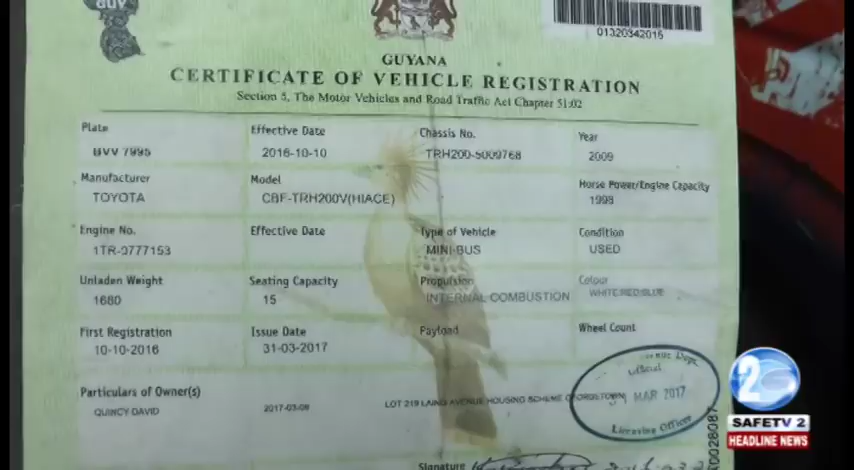 GUY
01320342015
GUYANA
CERTIFICATE OF VEHICLE REGISTRATION
Section 5, The Motor Vehicles and Road Traffic Act Chapter 51:02
Plate Effective Date Chassis No. Year
BVV 7995 2016-10-10 TRH200-5009768 2009
Manufacturer Model Horse Power/Engine Capacity
TOYOTA CBF-TRH200V(HIACE) 1998
Engine No. Effective Date Type of Vehicle Condition
1TR-0777153 MINI-BUS USED
Unladen Weight Seating Capacity Propulsion Colour
1680 15 INTERNAL COMBUSTION WHITE/RED/BLUE
First Registration Issue Date Payload Wheel Count
10-10-2016 31-03-2017
Particulars of Owner(s)
QUINCY DAVID 2017-03-08 LOT 219 LAING AVENUE HOUSING SCHEME GEORGETOWN
MAR 2017
Licensing Officer
Signature
0028087
2
SAFETV 2
HEADLINE NEWS